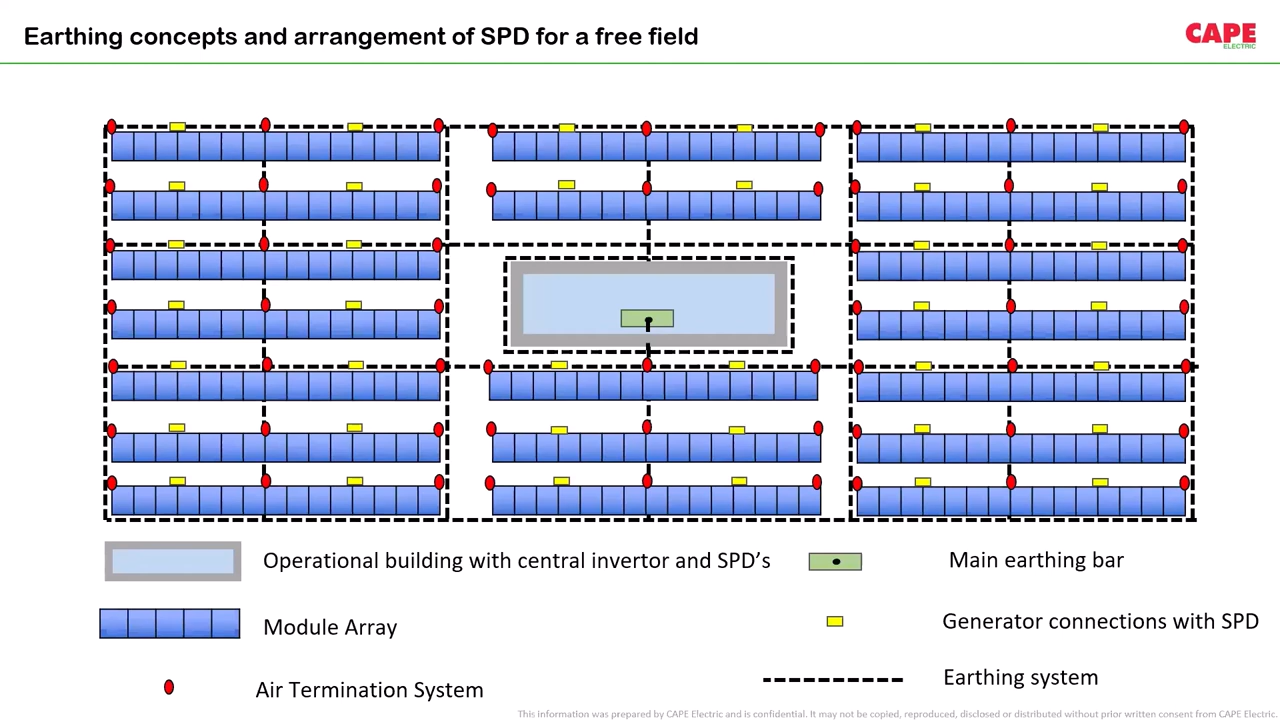 Earthing concepts and arrangement of SPD for a free field
CAPE
ELECTRIC
Operational building with central invertor and SPD's
Main earthing bar
Module Array
Generator connections with SPD
Air Termination System
Earthing system
This information was prepared by CAPE Electric and is confidential. It may not be copied, reproduced, disclosed or distributed without prior written consent from CAPE Electric.